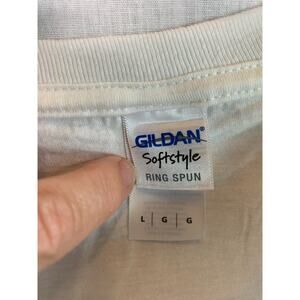 GILDAN®
Softstyle
RING SPUN
L | G | G